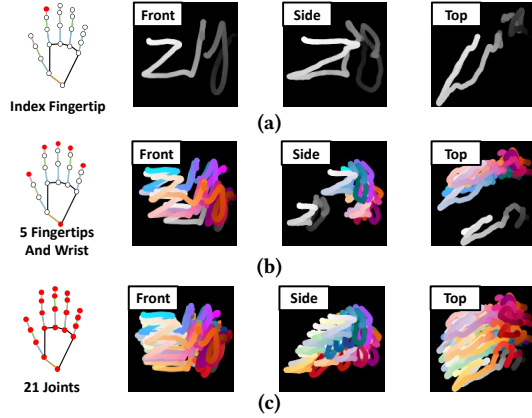 Front Side Top
Index Fingertip
(a)
Front Side Top
5 Fingertips
And Wrist
(b)
Front Side Top
21 Joints
(c)